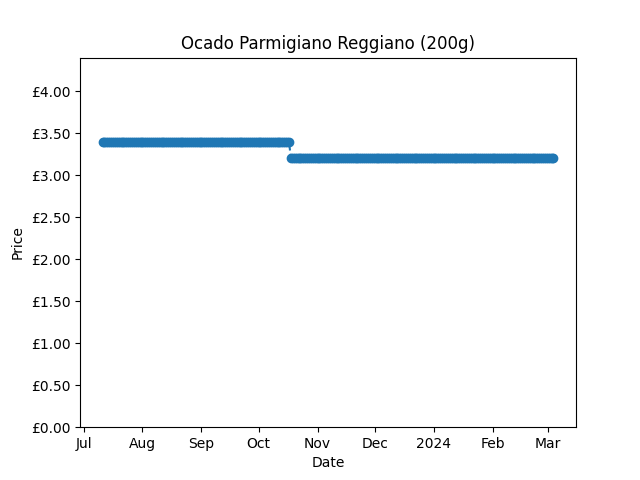 Ocado Parmigiano Reggiano (200g)
£4.00
£3.50
£3.00
£2.50
£2.00
£1.50
£1.00
£0.50
£0.00
Price
Jul Aug Sep Oct Nov Dec 2024 Feb Mar
Date